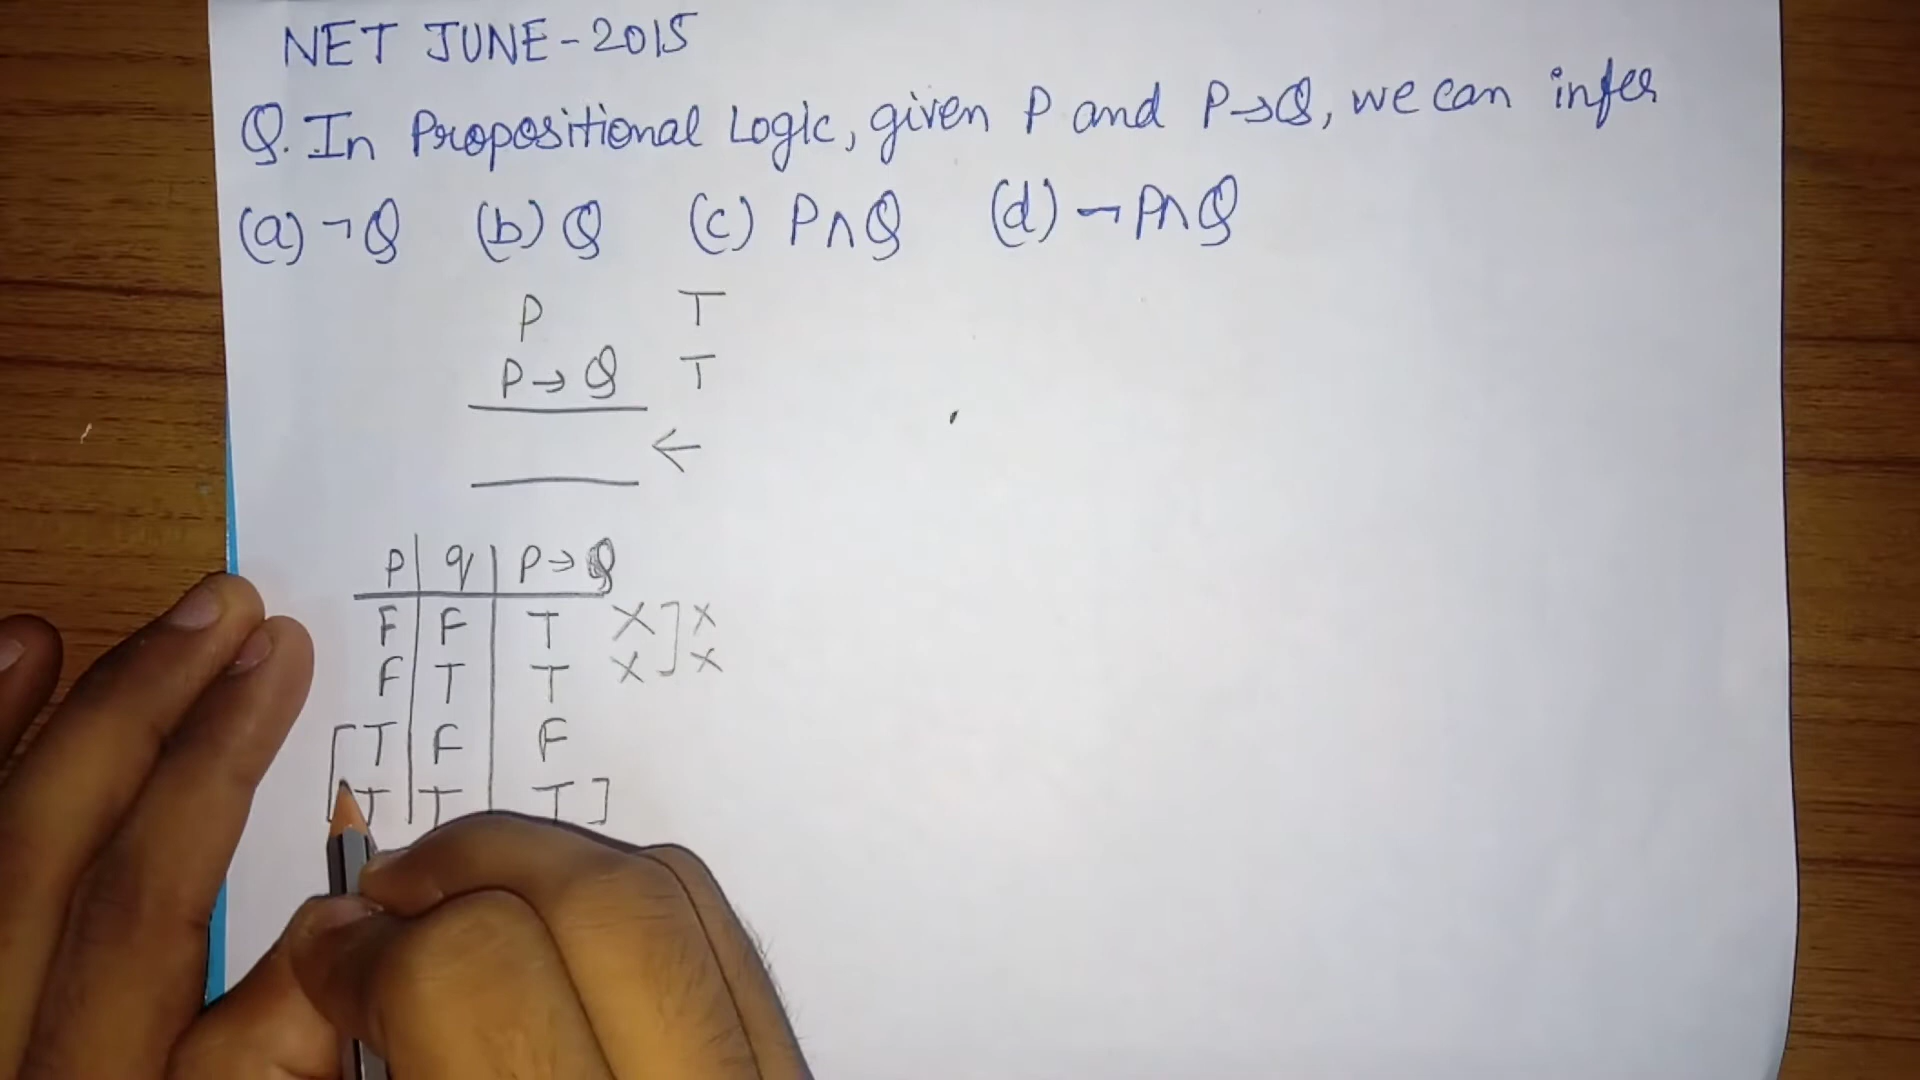 NET JUNE-2015
Q. In Propositional Logic, given P and P→Q, we can infer
(a) ¬Q (b) Q (c) P∧Q (d) ¬P∧Q
P T
P→Q T
←
P q P→Q
F F T X ] X
F T T X ] X
[ T F F
[ T T T ]